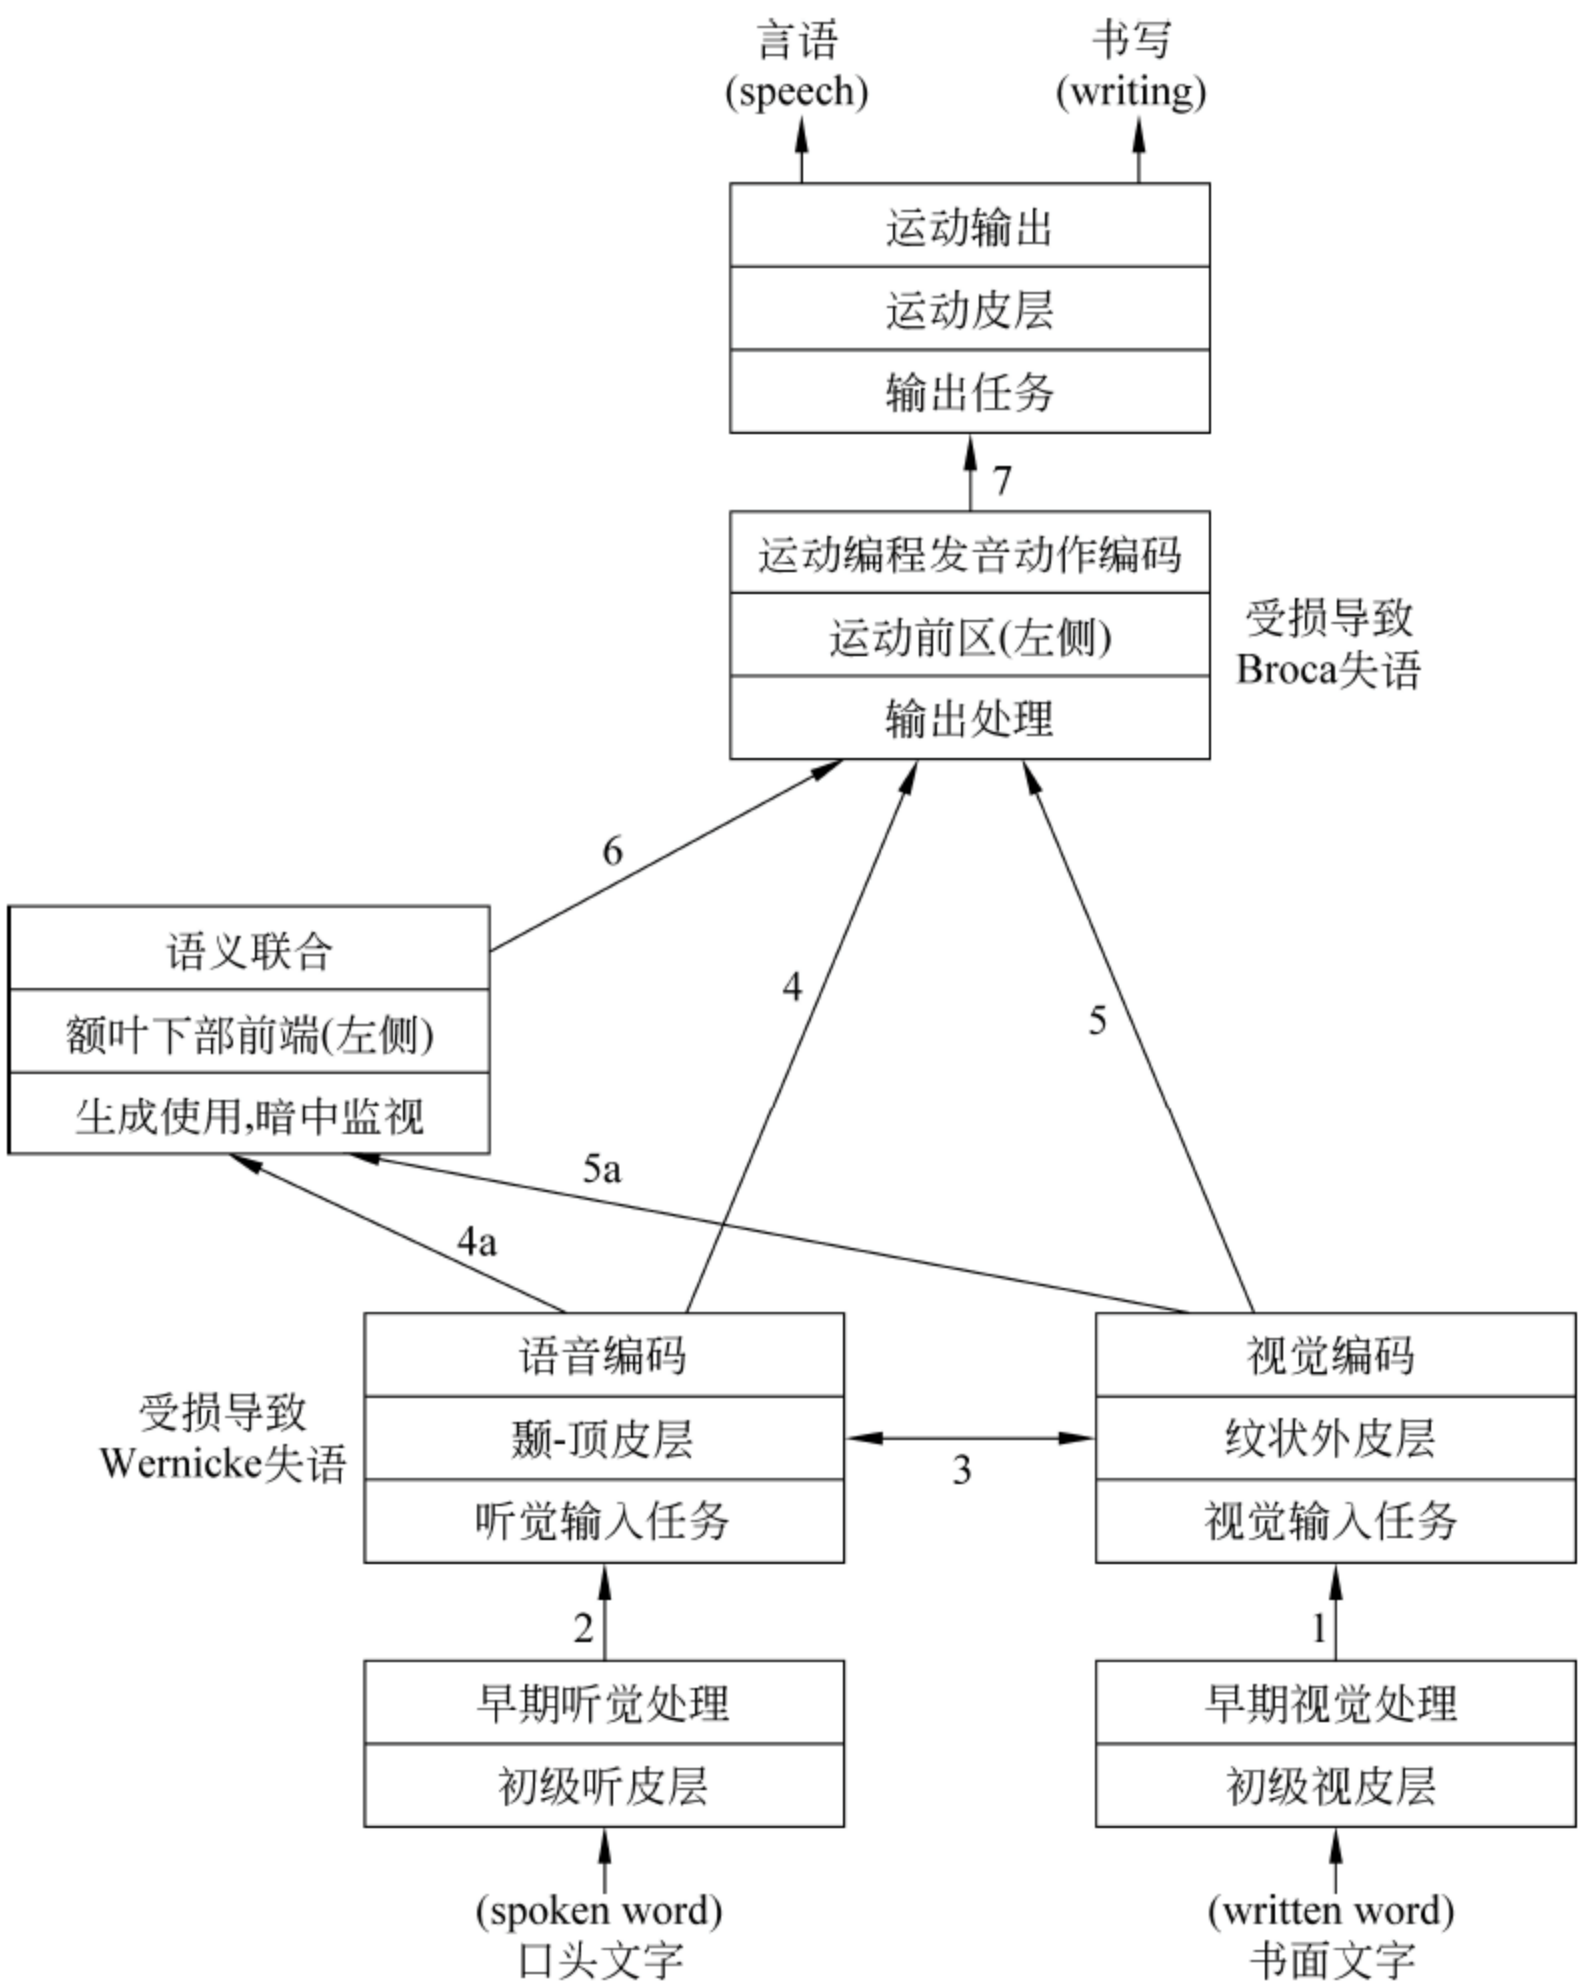 言语
(speech)
书写
(writing)
运动输出
运动皮层
输出任务
7
运动编程发音动作编码
运动前区(左侧)
输出处理
受损导致
Broca失语
6
4
5
语义联合
额叶下部前端(左侧)
生成使用,暗中监视
5a
4a
语音编码
颞-顶皮层
听觉输入任务
受损导致
Wernicke失语
3
视觉编码
纹状外皮层
视觉输入任务
2
1
早期听觉处理
初级听皮层
早期视觉处理
初级视皮层
(spoken word)
口头文字
(written word)
书面文字